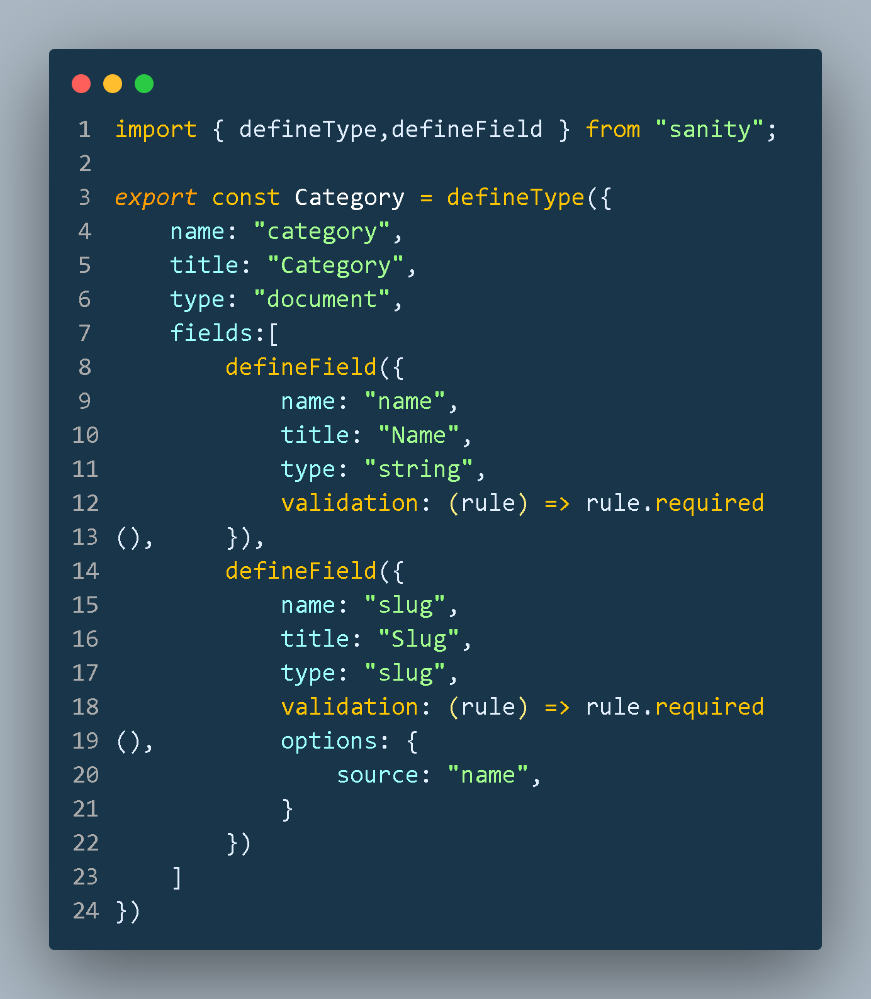 1 import { defineType,defineField } from "sanity";
2
3 export const Category = defineType({
4     name: "category",
5     title: "Category",
6     type: "document",
7     fields:[
8         defineField({
9             name: "name",
10             title: "Name",
11             type: "string",
12             validation: (rule) => rule.required
13 (),     }),
14         defineField({
15             name: "slug",
16             title: "Slug",
17             type: "slug",
18             validation: (rule) => rule.required
19 (),         options: {
20                 source: "name",
21             }
22         })
23     ]
24 })